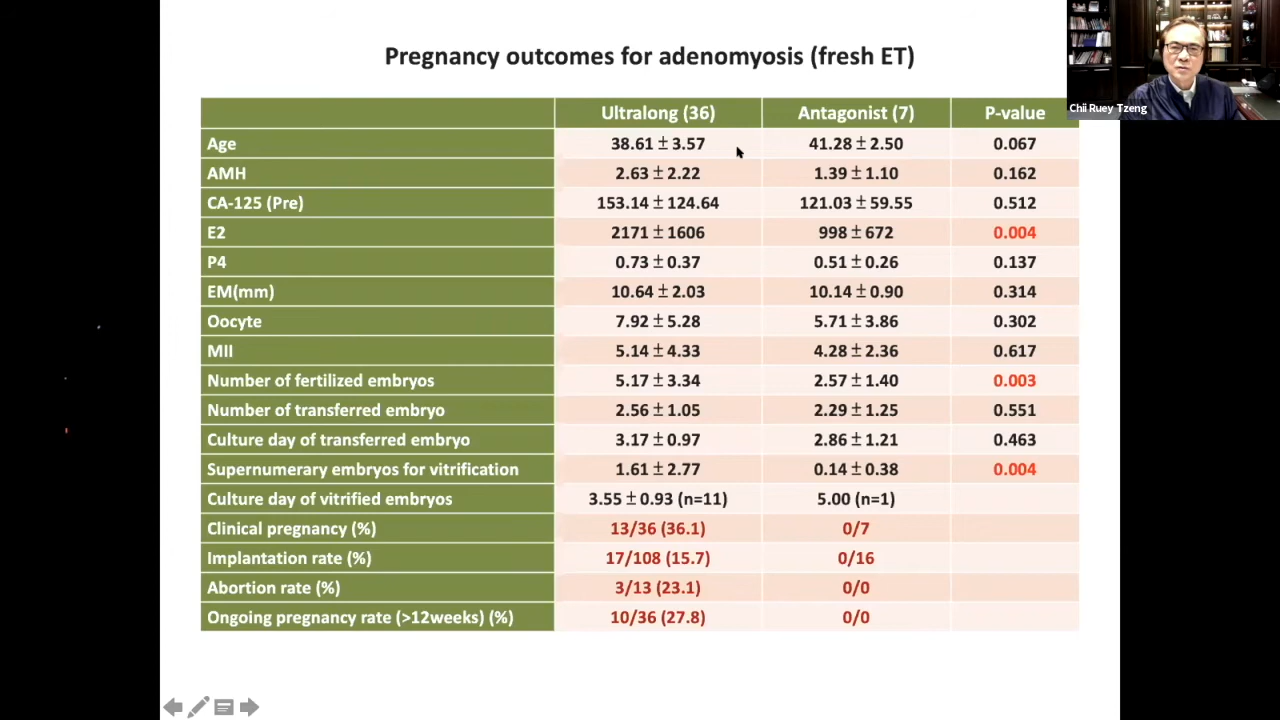 Pregnancy outcomes for adenomyosis (fresh ET)
Chii Ruey Tzeng
Ultralong (36) Antagonist (7) P-value
Age 38.61 ± 3.57 41.28 ± 2.50 0.067
AMH 2.63 ± 2.22 1.39 ± 1.10 0.162
CA-125 (Pre) 153.14 ± 124.64 121.03 ± 59.55 0.512
E2 2171 ± 1606 998 ± 672 0.004
P4 0.73 ± 0.37 0.51 ± 0.26 0.137
EM(mm) 10.64 ± 2.03 10.14 ± 0.90 0.314
Oocyte 7.92 ± 5.28 5.71 ± 3.86 0.302
MII 5.14 ± 4.33 4.28 ± 2.36 0.617
Number of fertilized embryos 5.17 ± 3.34 2.57 ± 1.40 0.003
Number of transferred embryo 2.56 ± 1.05 2.29 ± 1.25 0.551
Culture day of transferred embryo 3.17 ± 0.97 2.86 ± 1.21 0.463
Supernumerary embryos for vitrification 1.61 ± 2.77 0.14 ± 0.38 0.004
Culture day of vitrified embryos 3.55 ± 0.93 (n=11) 5.00 (n=1)
Clinical pregnancy (%) 13/36 (36.1) 0/7
Implantation rate (%) 17/108 (15.7) 0/16
Abortion rate (%) 3/13 (23.1) 0/0
Ongoing pregnancy rate (>12weeks) (%) 10/36 (27.8) 0/0